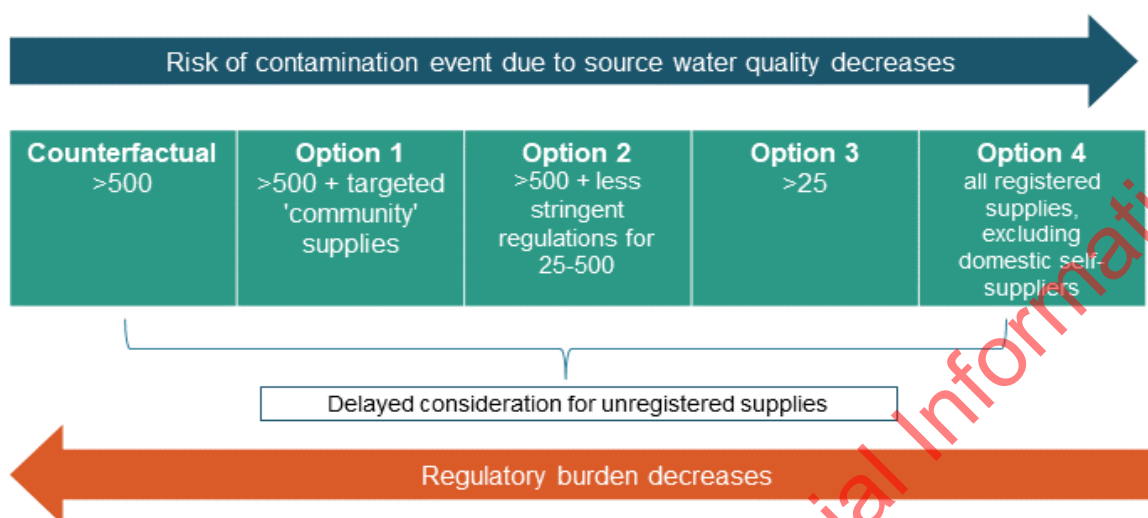 Risk of contamination event due to source water quality decreases
Counterfactual
>500
Option 1
>500 + targeted
'community'
supplies
Option 2
>500 + less
stringent
regulations for
25-500
Option 3
>25
Option 4
all registered
supplies,
excluding
domestic self-
suppliers
Delayed consideration for unregistered supplies
Regulatory burden decreases